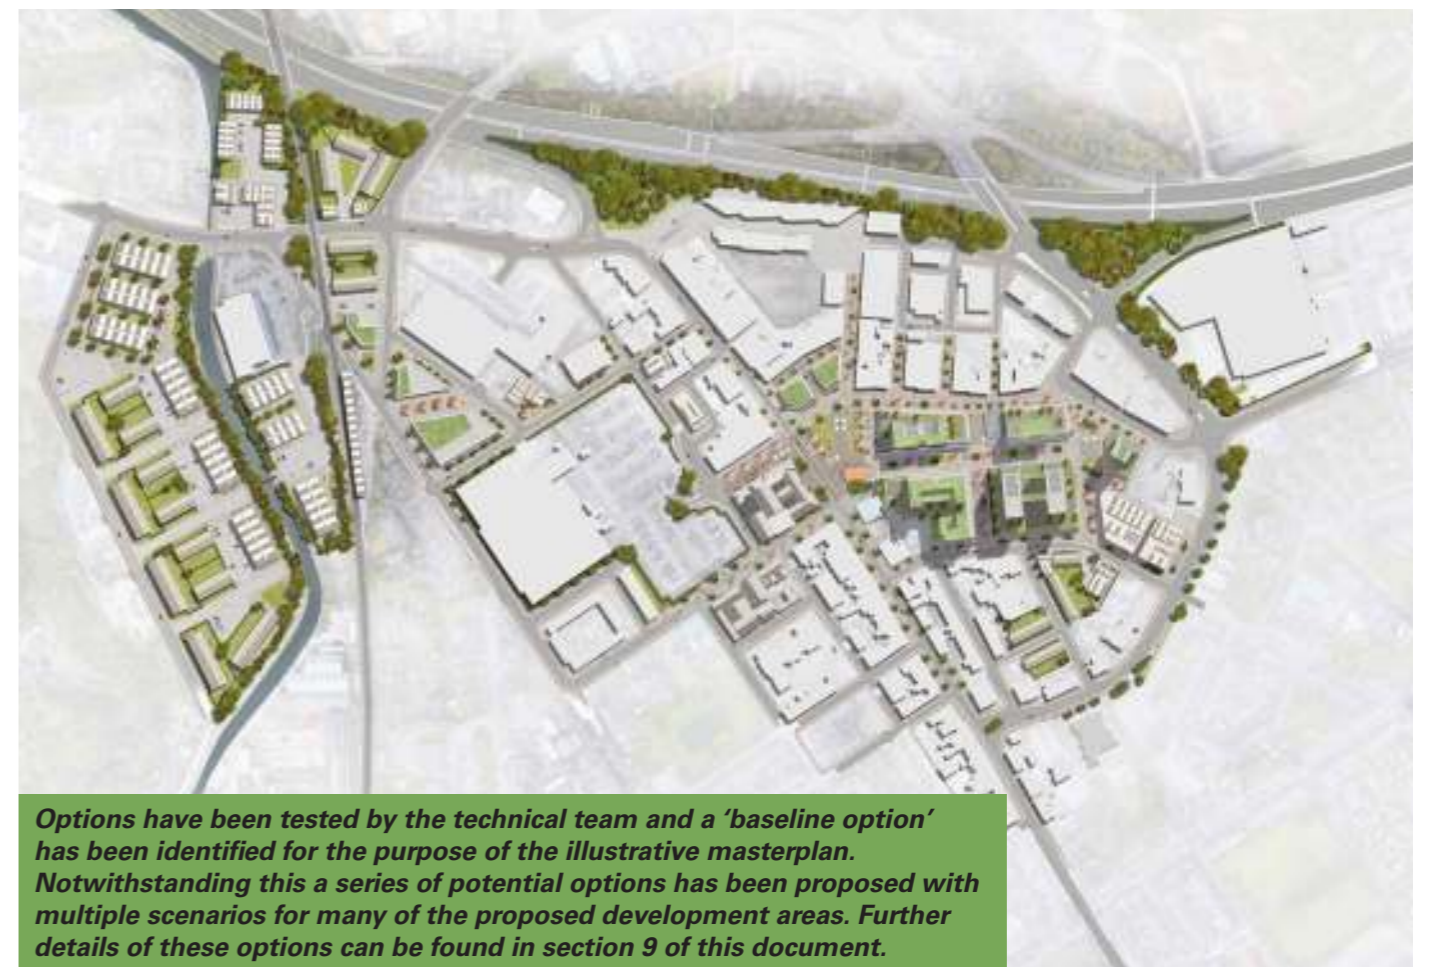 Options have been tested by the technical team and a ‘baseline option’
has been identified for the purpose of the illustrative masterplan.
Notwithstanding this a series of potential options has been proposed with
multiple scenarios for many of the proposed development areas. Further
details of these options can be found in section 9 of this document.